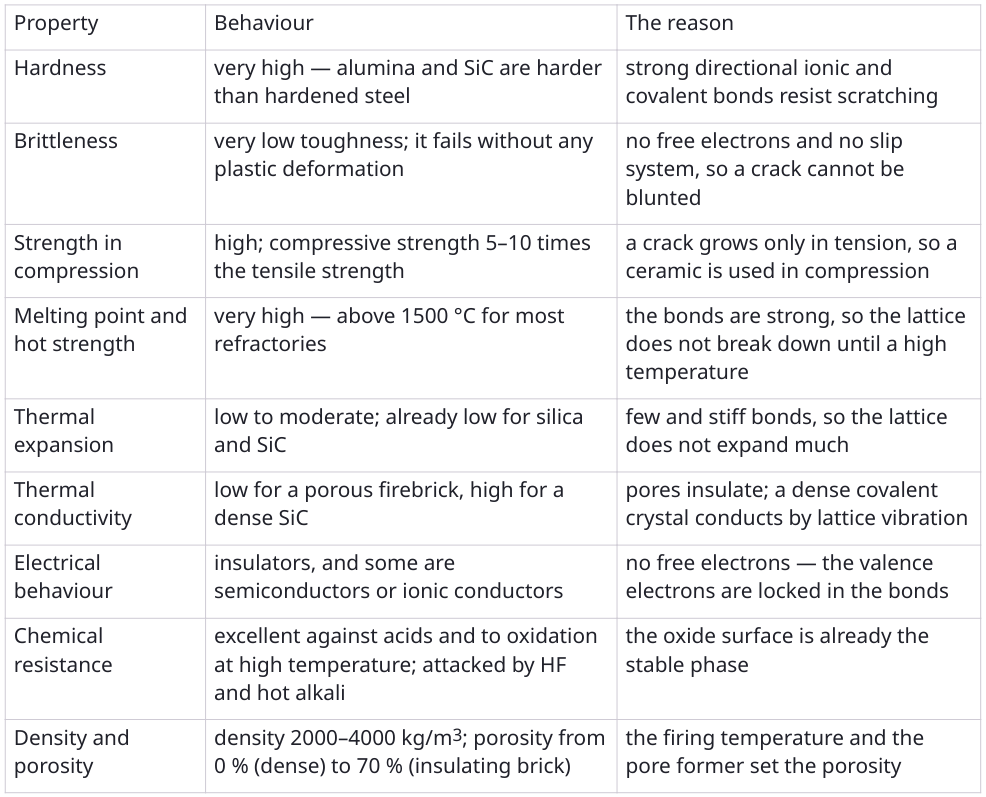 Property
Behaviour
The reason
Hardness
very high — alumina and SiC are harder
than hardened steel
strong directional ionic and
covalent bonds resist scratching
Brittleness
very low toughness; it fails without any
plastic deformation
no free electrons and no slip
system, so a crack cannot be
blunted
Strength in
compression
high; compressive strength 5–10 times
the tensile strength
a crack grows only in tension, so a
ceramic is used in compression
Melting point and
hot strength
very high — above 1500 °C for most
refractories
the bonds are strong, so the lattice
does not break down until a high
temperature
Thermal
expansion
low to moderate; already low for silica
and SiC
few and stiff bonds, so the lattice
does not expand much
Thermal
conductivity
low for a porous firebrick, high for a
dense SiC
pores insulate; a dense covalent
crystal conducts by lattice vibration
Electrical
behaviour
insulators, and some are
semiconductors or ionic conductors
no free electrons — the valence
electrons are locked in the bonds
Chemical
resistance
excellent against acids and to oxidation
at high temperature; attacked by HF
and hot alkali
the oxide surface is already the
stable phase
Density and
porosity
density 2000–4000 kg/m³; porosity from
0 % (dense) to 70 % (insulating brick)
the firing temperature and the
pore former set the porosity